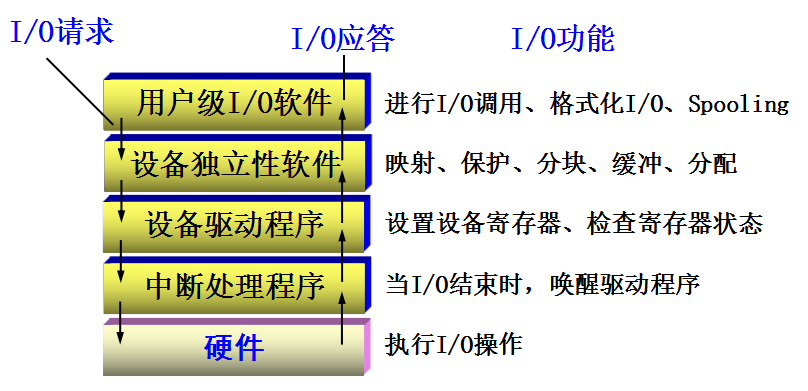 I/O请求 I/O应答 I/O功能
用户级I/O软件 进行I/O调用、格式化I/O、Spooling
设备独立性软件 映射、保护、分块、缓冲、分配
设备驱动程序 设置设备寄存器、检查寄存器状态
中断处理程序 当I/O结束时，唤醒驱动程序
硬件 执行I/O操作